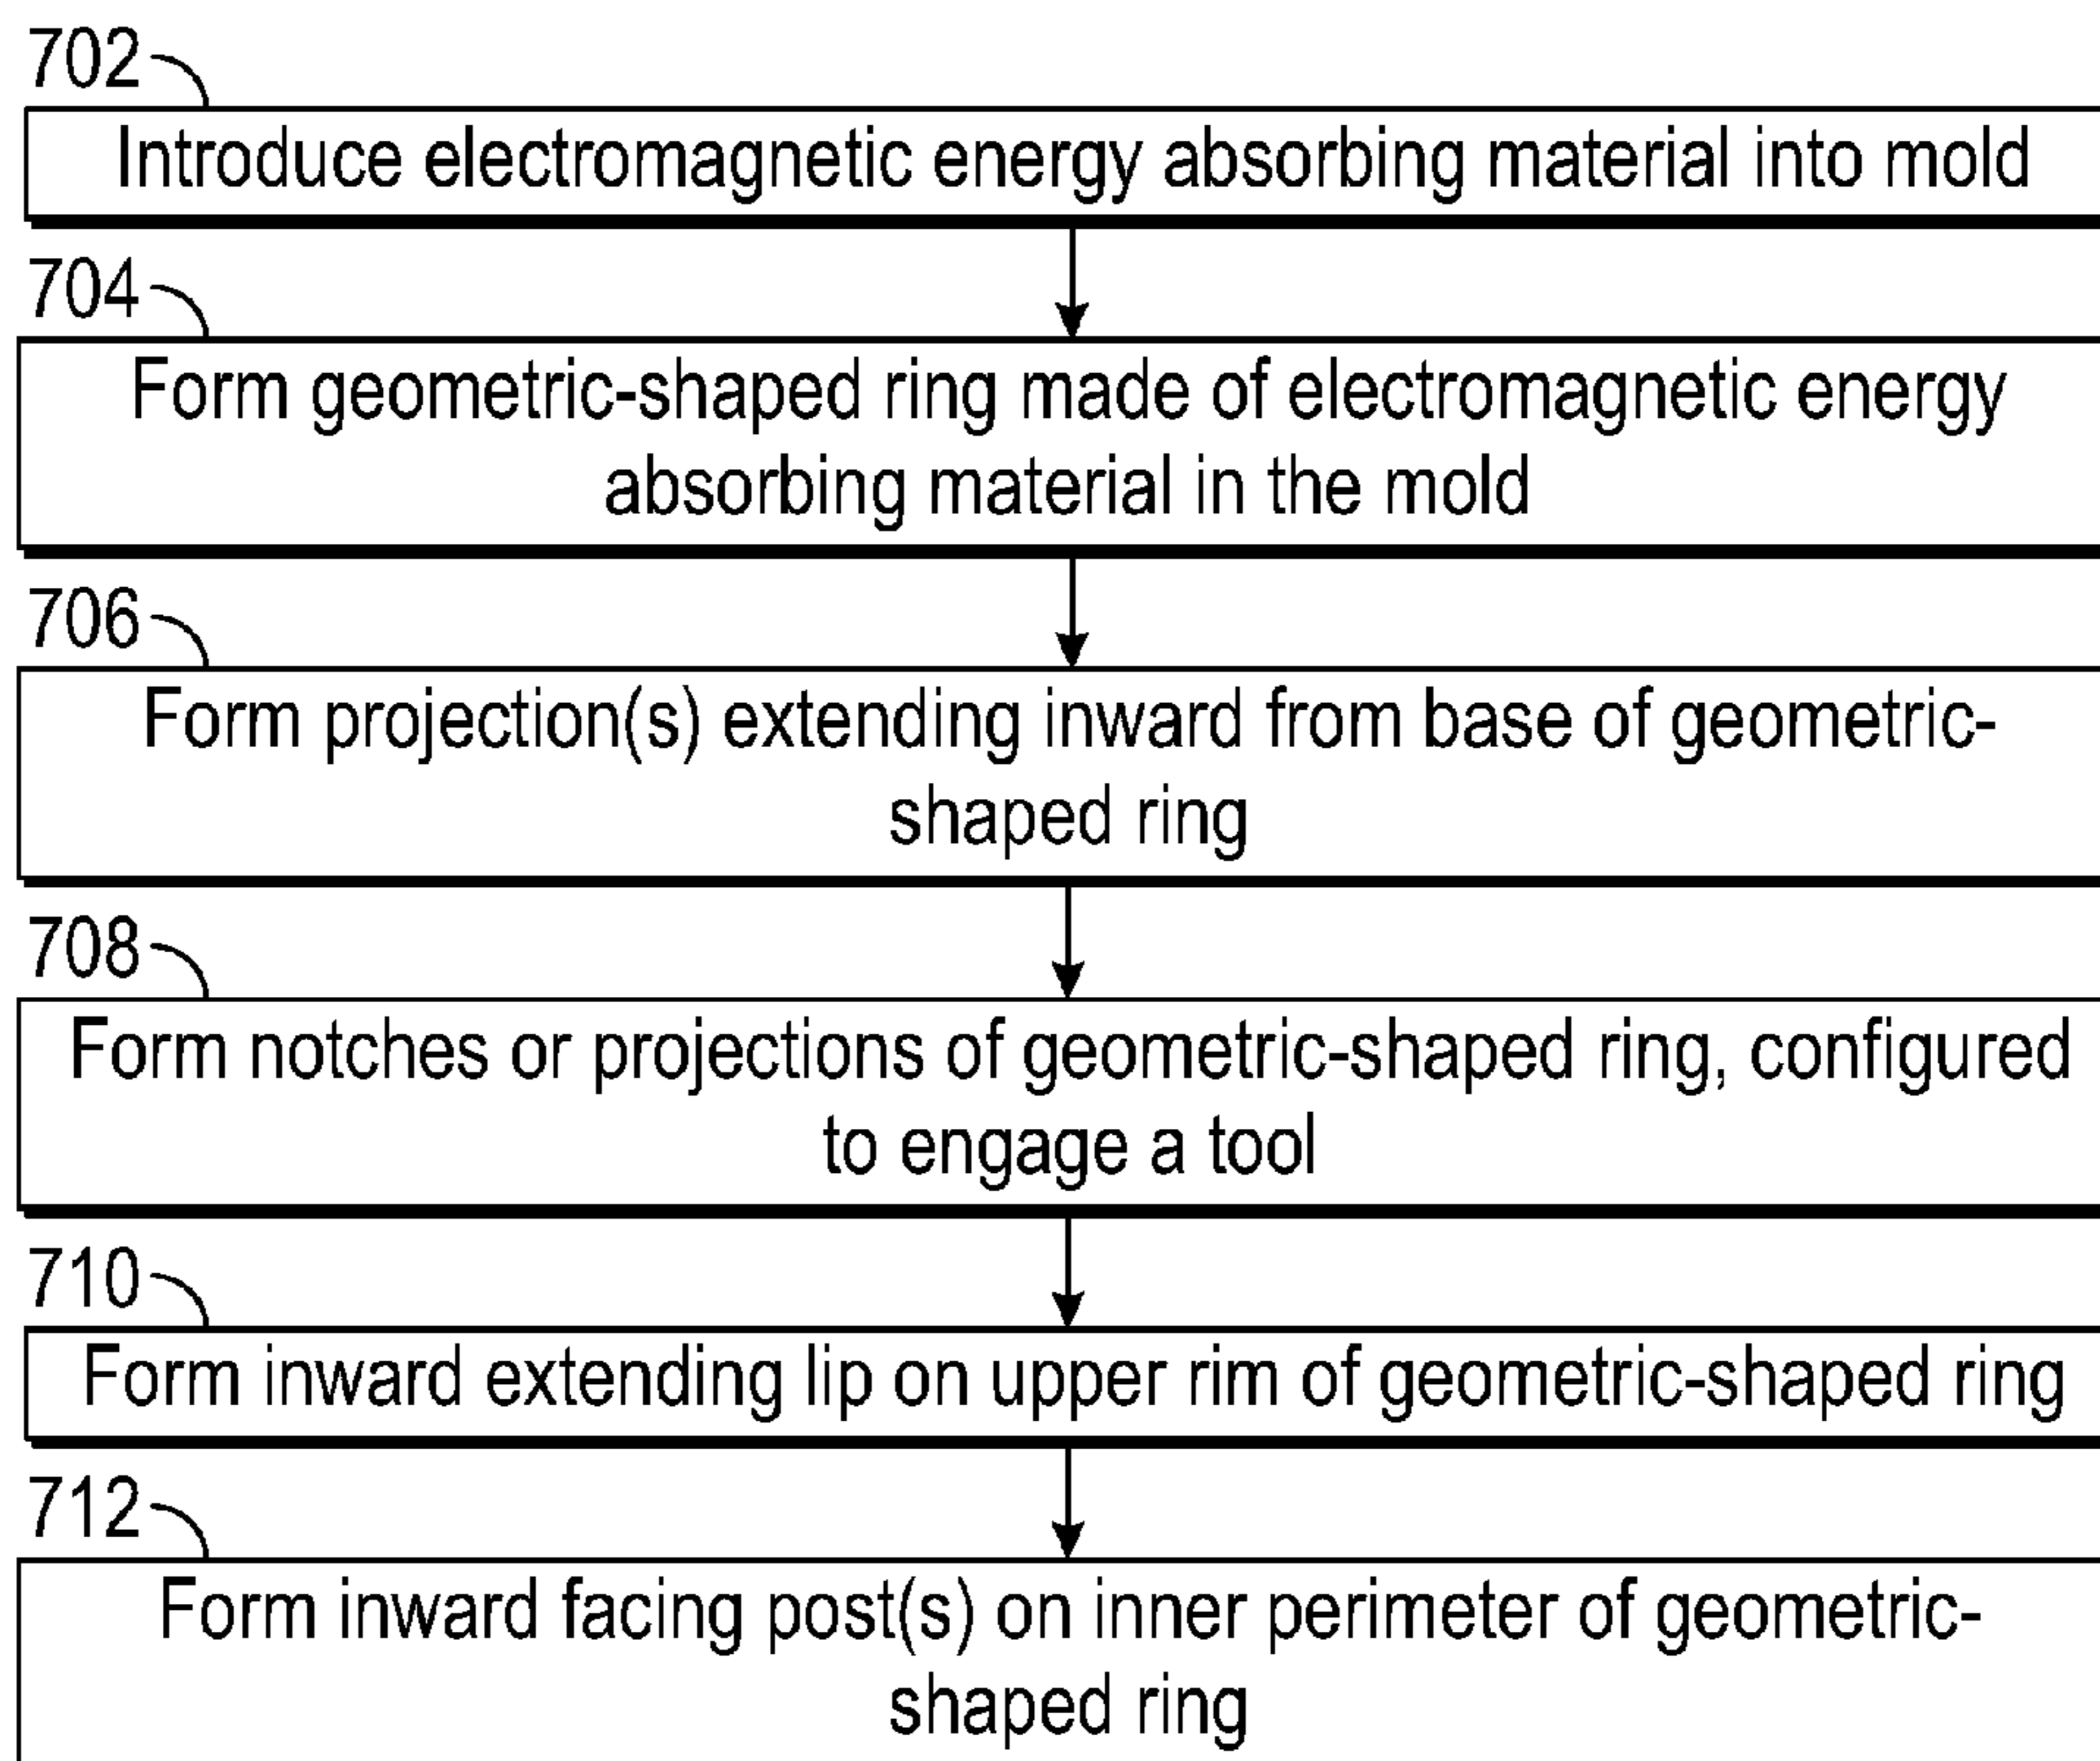 702
Introduce electromagnetic energy absorbing material into mold
704
Form geometric-shaped ring made of electromagnetic energy
absorbing material in the mold
706
Form projection(s) extending inward from base of geometric-
shaped ring
708
Form notches or projections of geometric-shaped ring, configured
to engage a tool
710
Form inward extending lip on upper rim of geometric-shaped ring
712
Form inward facing post(s) on inner perimeter of geometric-
shaped ring